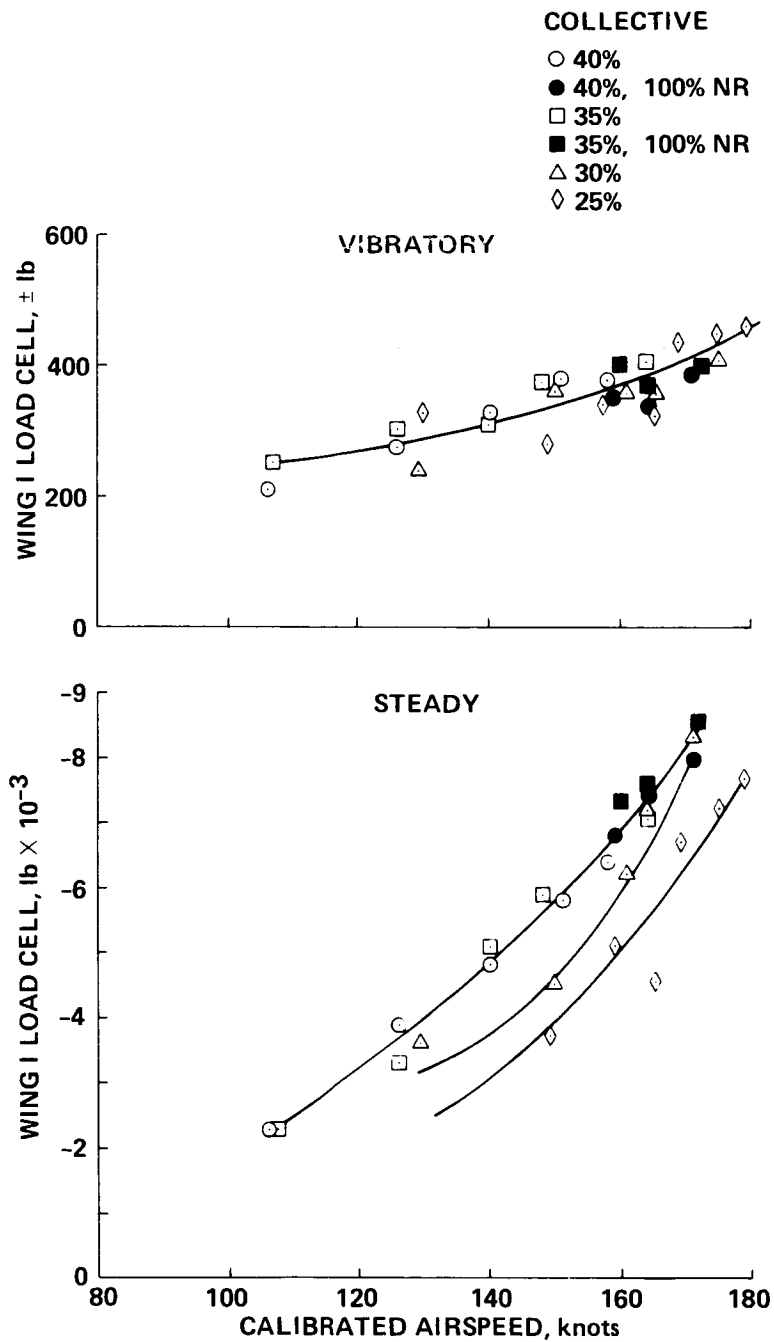 COLLECTIVE
○ 40%
● 40%, 100% NR
□ 35%
■ 35%, 100% NR
△ 30%
◊ 25%
VIBRATORY
WING I LOAD CELL, ± lb
600
400
200
0
STEADY
WING I LOAD CELL, lb × 10⁻³
-9
-8
-6
-4
-2
0
80 100 120 140 160 180
CALIBRATED AIRSPEED, knots